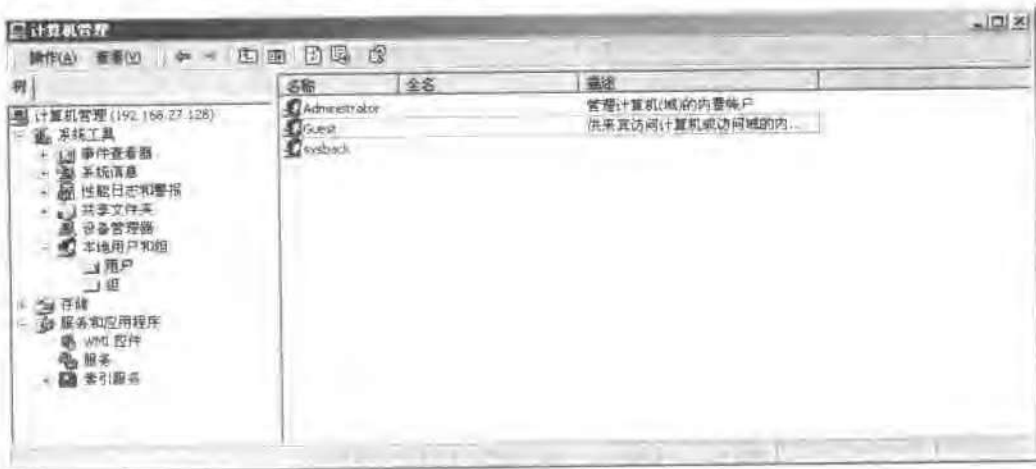 计算机管理
操作(A) 查看(V)
树
名称 全名 描述
计算机管理 (192.168.27.128)
系统工具
事件查看器
系统信息
性能日志和警报
共享文件夹
设备管理器
本地用户和组
用户
组
存储
服务和应用程序
WMI 控件
服务
索引服务
Administrator 管理计算机(域)的内置帐户
Guest 供来宾访问计算机或访问域的内...
sysback